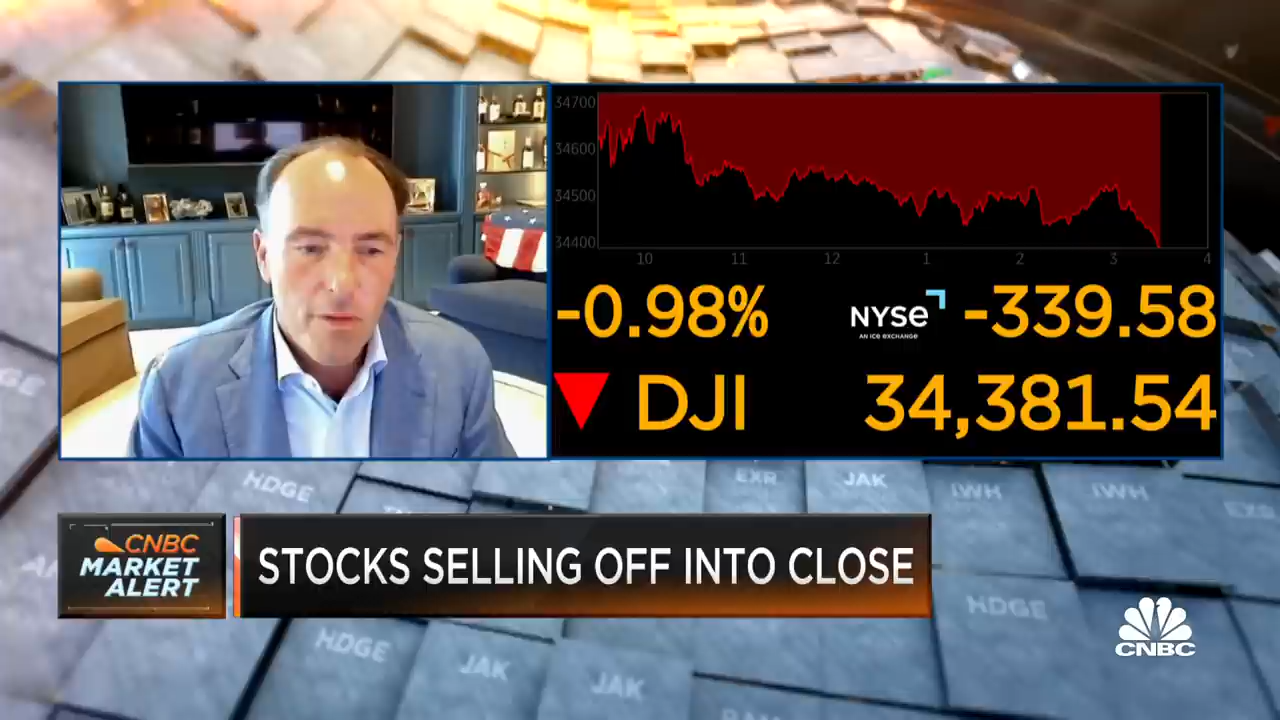 34700
34600
34500
34400
10 11 12 1 2 3 4
-0.98%
NYSE
AN ICE EXCHANGE
-339.58
DJI
34,381.54
CNBC
MARKET
ALERT
STOCKS SELLING OFF INTO CLOSE
HDGE
EXR
JAK
IWH
IWH
EXR
HDGE
HDGE
JAK
JAK
CNBC